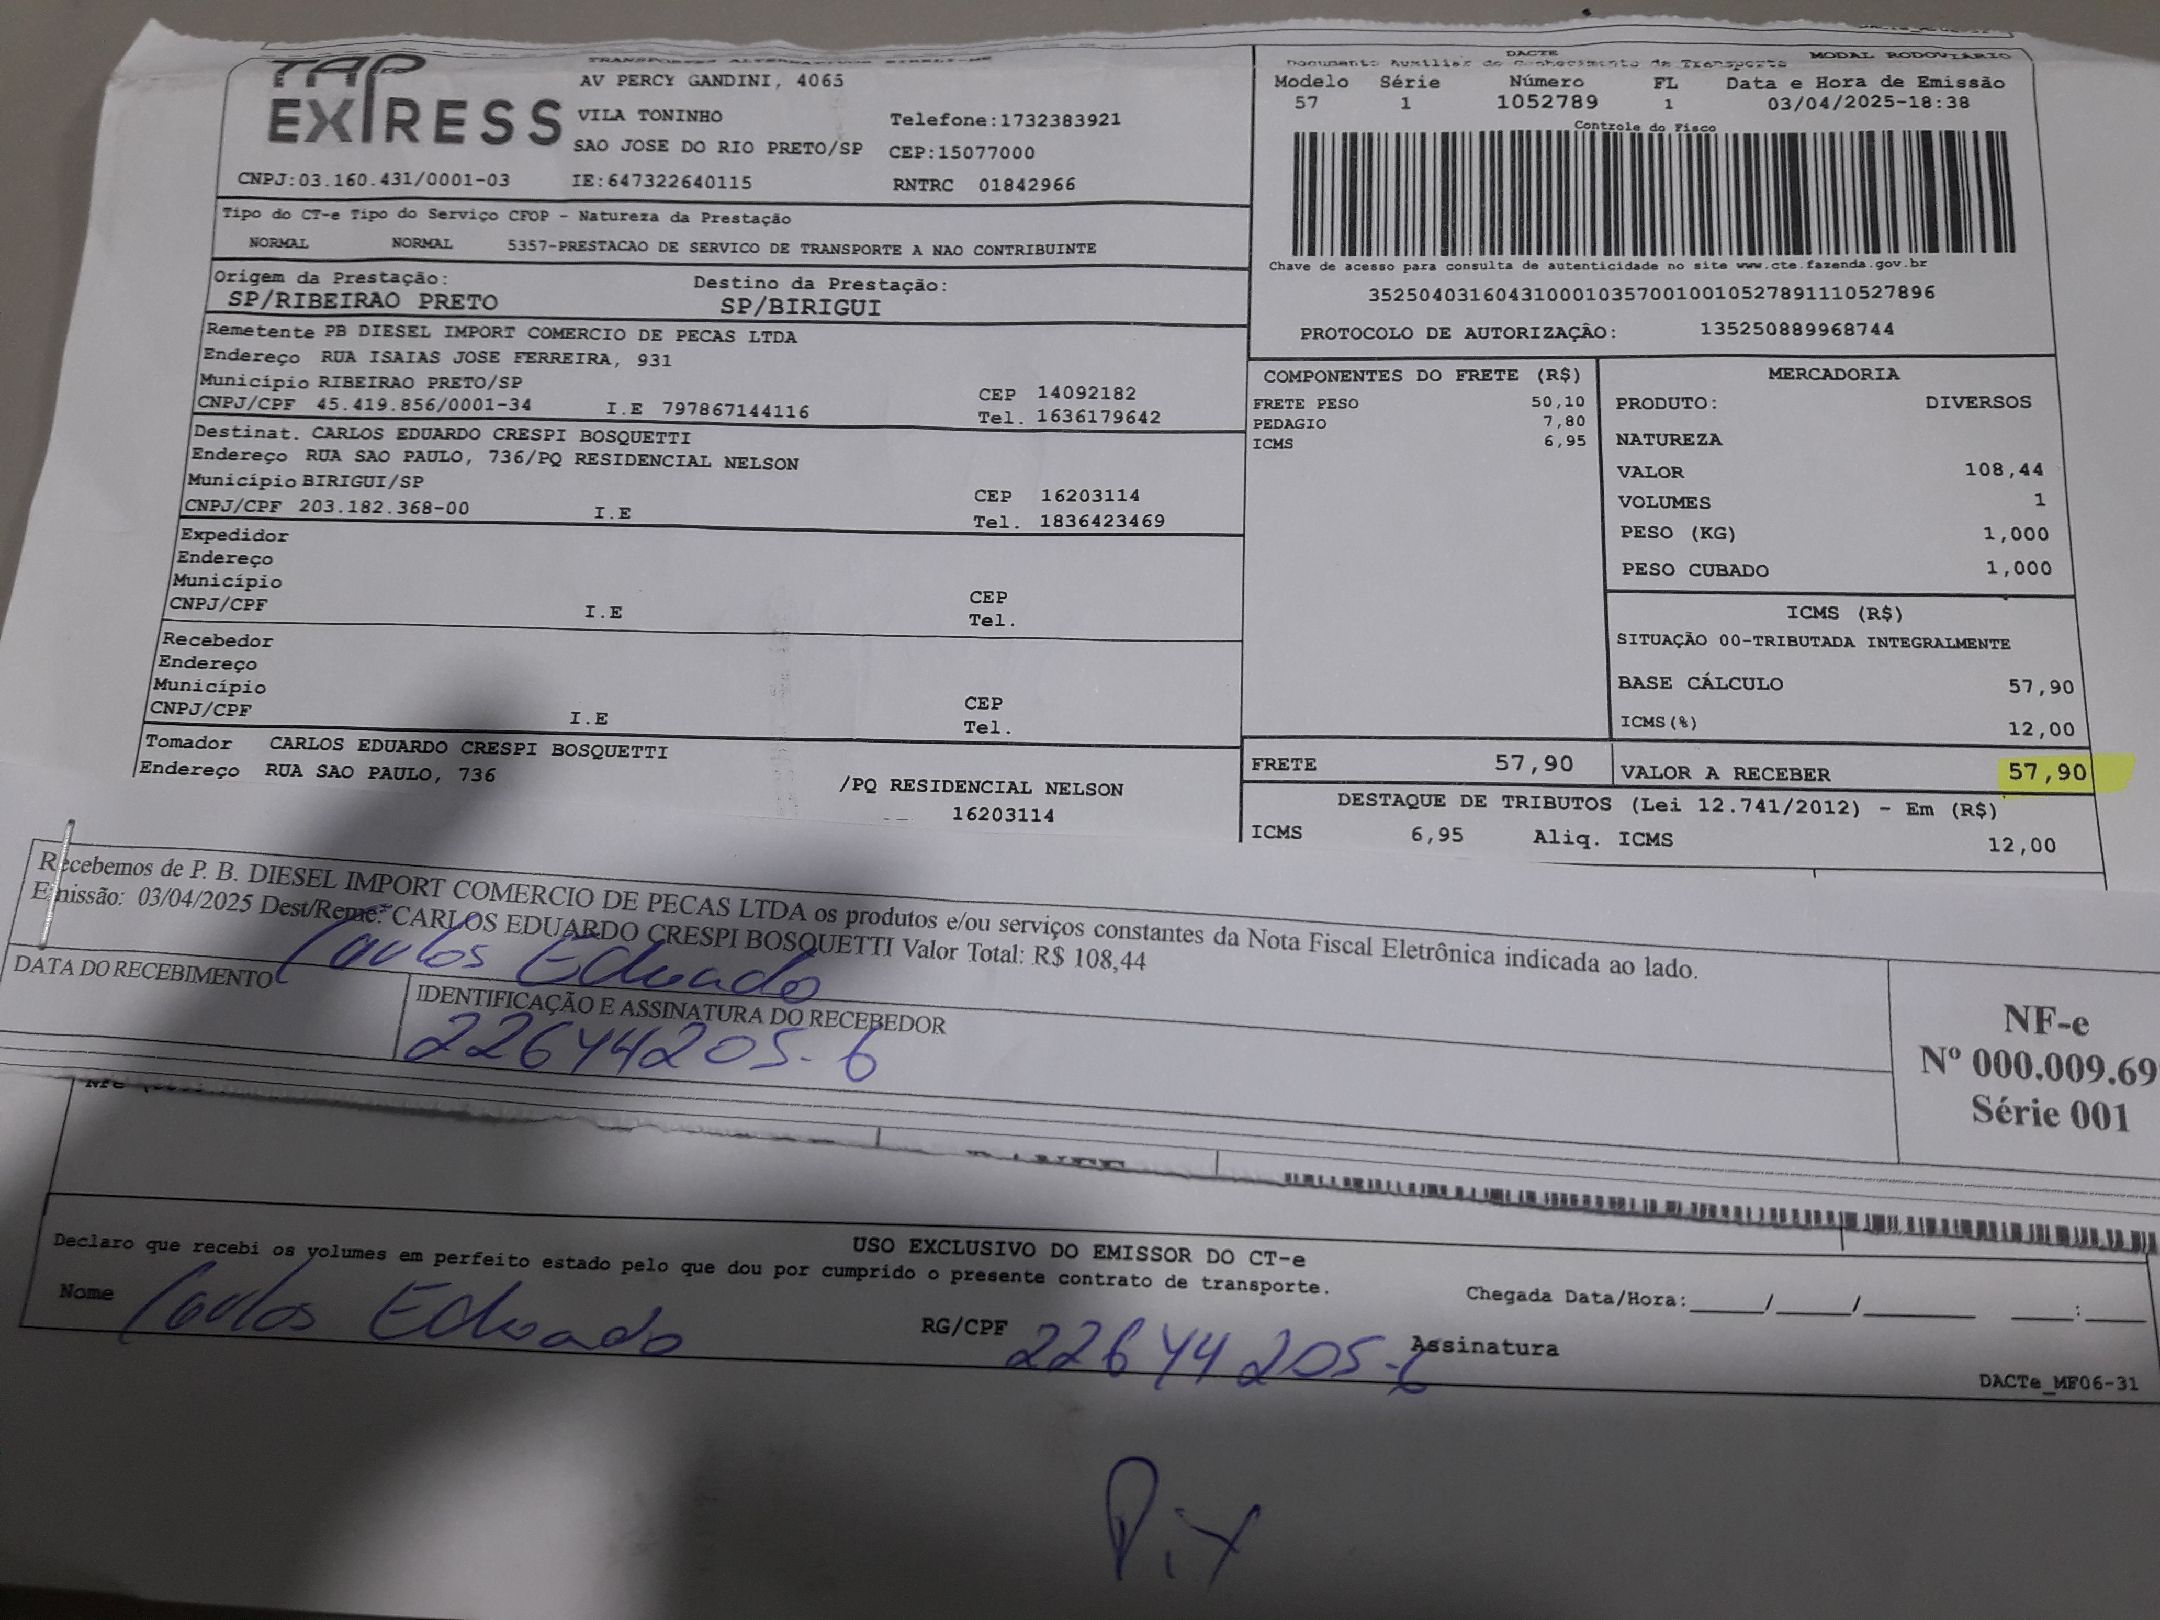 TAP EXPRESS
AV PERCY GANDINI, 4065
VILA TONINHO Telefone:1732383921
SAO JOSE DO RIO PRETO/SP CEP:15077000
CNPJ:03.160.431/0001-03 IE:647322640115 RNTRC 01842966
Tipo do CT-e Tipo do Serviço CFOP - Natureza da Prestação
NORMAL NORMAL 5357-PRESTACAO DE SERVICO DE TRANSPORTE A NAO CONTRIBUINTE
Origem da Prestação: Destino da Prestação:
SP/RIBEIRAO PRETO SP/BIRIGUI
Remetente PB DIESEL IMPORT COMERCIO DE PECAS LTDA
Endereço RUA ISAIAS JOSE FERREIRA, 931
Município RIBEIRAO PRETO/SP CEP 14092182
CNPJ/CPF 45.419.856/0001-34 I.E 797867144116 Tel. 1636179642
Destinat. CARLOS EDUARDO CRESPI BOSQUETTI
Endereço RUA SAO PAULO, 736/PQ RESIDENCIAL NELSON
Município BIRIGUI/SP CEP 16203114
CNPJ/CPF 203.182.368-00 I.E Tel. 1836423469
Expedidor
Endereço
Município CEP
CNPJ/CPF I.E Tel.
Recebedor
Endereço
Município CEP
CNPJ/CPF I.E Tel.
Tomador CARLOS EDUARDO CRESPI BOSQUETTI
Endereço RUA SAO PAULO, 736 /PQ RESIDENCIAL NELSON
16203114
DACTE MODAL RODOVIÁRIO
Documento Auxiliar do Conhecimento de Transporte
Modelo Série Número FL Data e Hora de Emissão
57 1 1052789 1 03/04/2025-18:38
Controle do Fisco
Chave de acesso para consulta de autenticidade no site www.cte.fazenda.gov.br
35250403160431000103570010010527891110527896
PROTOCOLO DE AUTORIZAÇÃO: 135250889968744
COMPONENTES DO FRETE (R$)
FRETE PESO 50,10
PEDAGIO 7,80
ICMS 6,95
MERCADORIA
PRODUTO: DIVERSOS
NATUREZA
VALOR 108,44
VOLUMES 1
PESO (KG) 1,000
PESO CUBADO 1,000
ICMS (R$)
SITUAÇÃO 00-TRIBUTADA INTEGRALMENTE
BASE CÁLCULO 57,90
ICMS(%) 12,00
FRETE 57,90 VALOR A RECEBER 57,90
DESTAQUE DE TRIBUTOS (Lei 12.741/2012) - Em (R$)
ICMS 6,95 Aliq. ICMS 12,00
Recebemos de P. B. DIESEL IMPORT COMERCIO DE PECAS LTDA os produtos e/ou serviços constantes da Nota Fiscal Eletrônica indicada ao lado.
Emissão: 03/04/2025 Dest/Reme: CARLOS EDUARDO CRESPI BOSQUETTI Valor Total: R$ 108,44
Carlos Eduardo
DATA DO RECEBIMENTO IDENTIFICAÇÃO E ASSINATURA DO RECEBEDOR
22644205-6
NF-e
Nº 000.009.69
Série 001
USO EXCLUSIVO DO EMISSOR DO CT-e
Declaro que recebi os volumes em perfeito estado pelo que dou por cumprido o presente contrato de transporte.
Chegada Data/Hora:_____/_____/________ ____:____
Nome Carlos Eduardo RG/CPF 22644205-6 Assinatura
DACTe_MF06-31
Pix